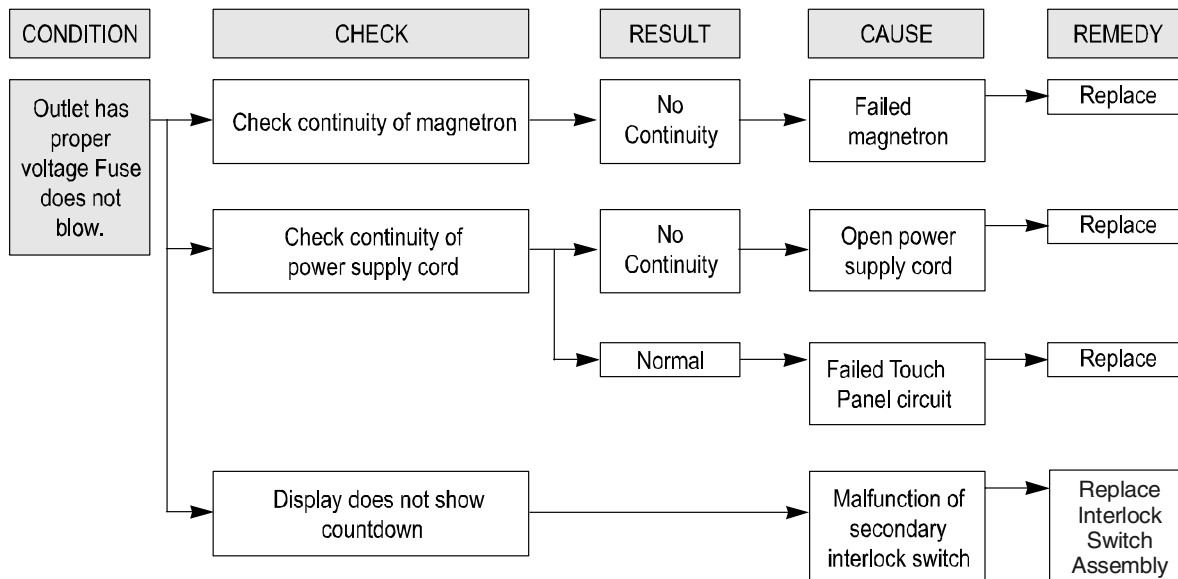 CONDITION
CHECK
RESULT
CAUSE
REMEDY
Outlet has
proper
voltage Fuse
does not
blow.
Check continuity of magnetron
No
Continuity
Failed
magnetron
Replace
Check continuity of
power supply cord
No
Continuity
Open power
supply cord
Replace
Normal
Failed Touch
Panel circuit
Replace
Display does not show
countdown
Malfunction of
secondary
interlock switch
Replace
Interlock
Switch
Assembly